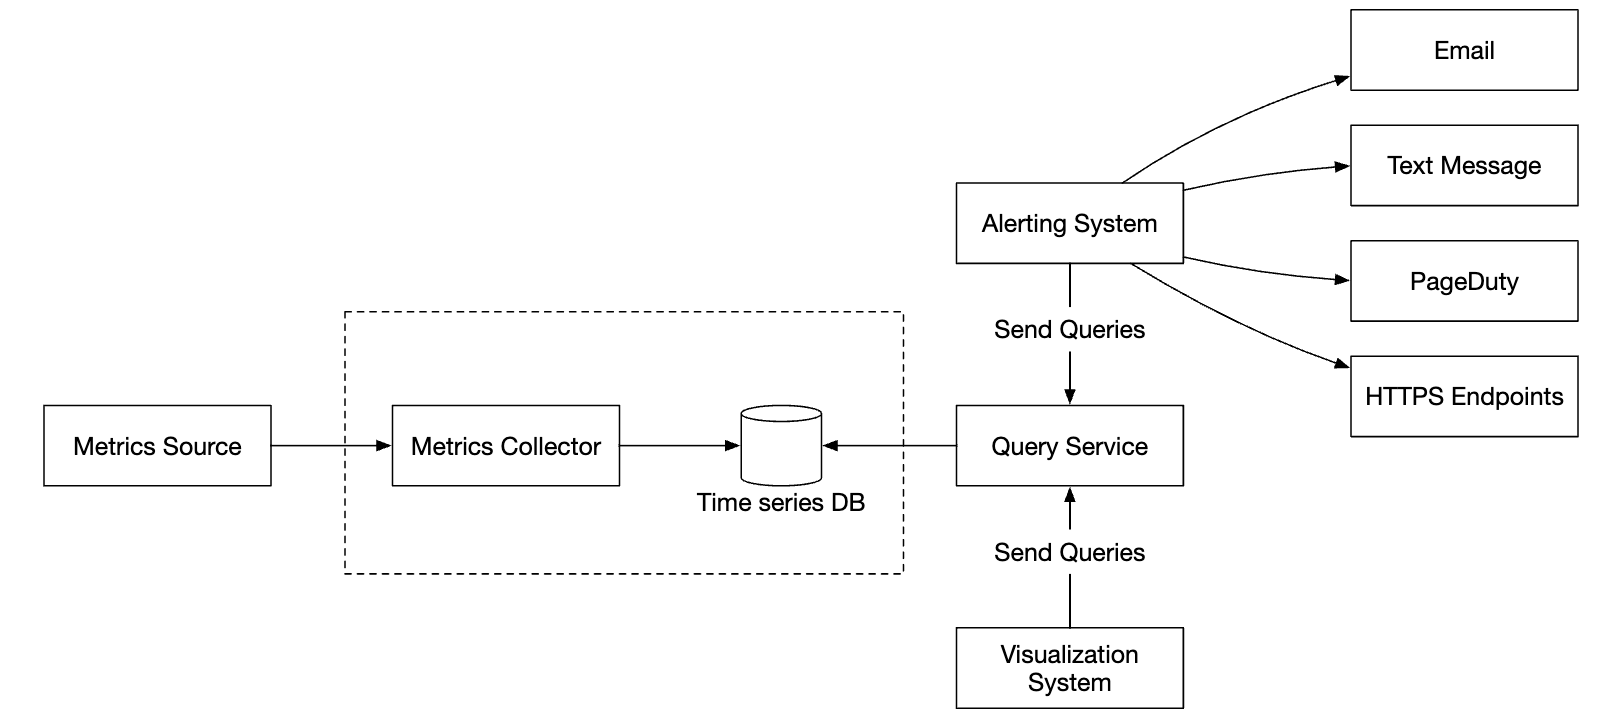 Email
Text Message
Alerting System
PageDuty
Send Queries
HTTPS Endpoints
Metrics Source
Metrics Collector
Query Service
Time series DB
Send Queries
Visualization
System